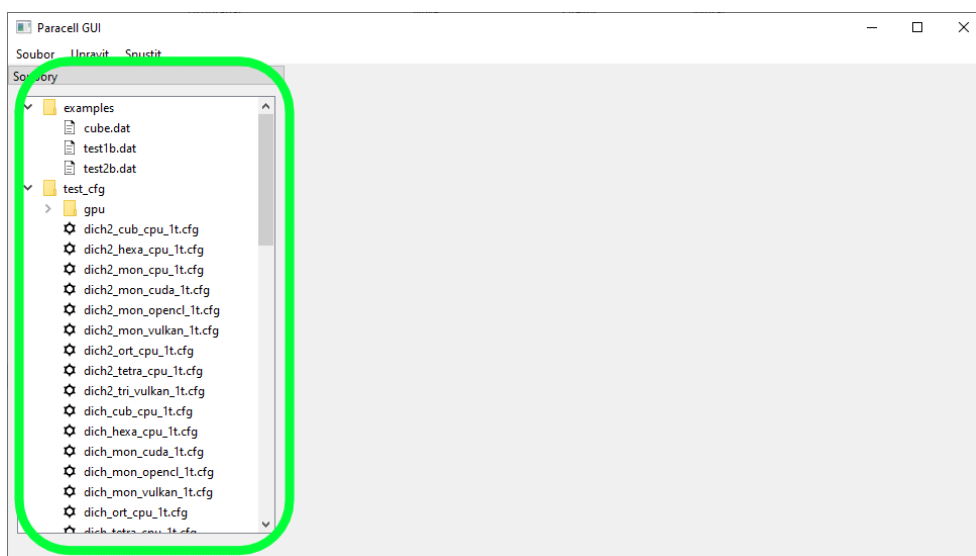 Paracell GUI
Soubor Upravit Spustit
Soubory
examples
cube.dat
test1b.dat
test2b.dat
test_cfg
gpu
dich2_cub_cpu_1t.cfg
dich2_hexa_cpu_1t.cfg
dich2_mon_cpu_1t.cfg
dich2_mon_cuda_1t.cfg
dich2_mon_opencl_1t.cfg
dich2_mon_vulkan_1t.cfg
dich2_ort_cpu_1t.cfg
dich2_tetra_cpu_1t.cfg
dich2_tri_vulkan_1t.cfg
dich_cub_cpu_1t.cfg
dich_hexa_cpu_1t.cfg
dich_mon_cuda_1t.cfg
dich_mon_opencl_1t.cfg
dich_mon_vulkan_1t.cfg
dich_ort_cpu_1t.cfg
dich_tetra_cpu_1t.cfg